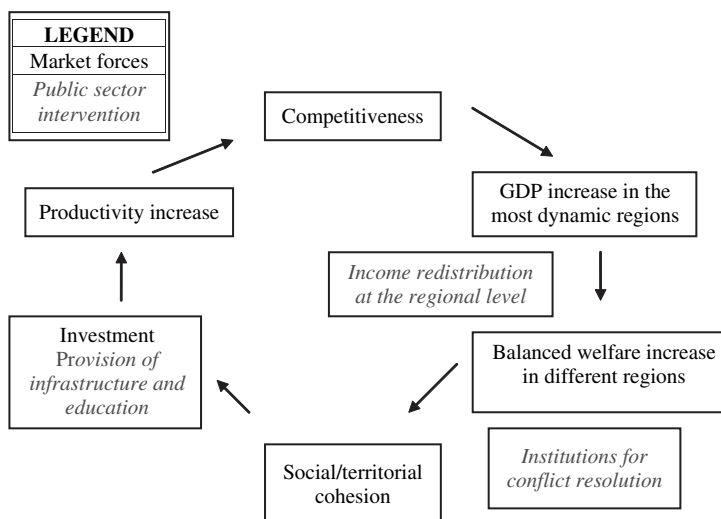 LEGEND
Market forces
Public sector
intervention
Competitiveness
Productivity increase
GDP increase in the
most dynamic regions
Income redistribution
at the regional level
Investment
Provision of
infrastructure and
education
Balanced welfare increase
in different regions
Social/territorial
cohesion
Institutions for
conflict resolution